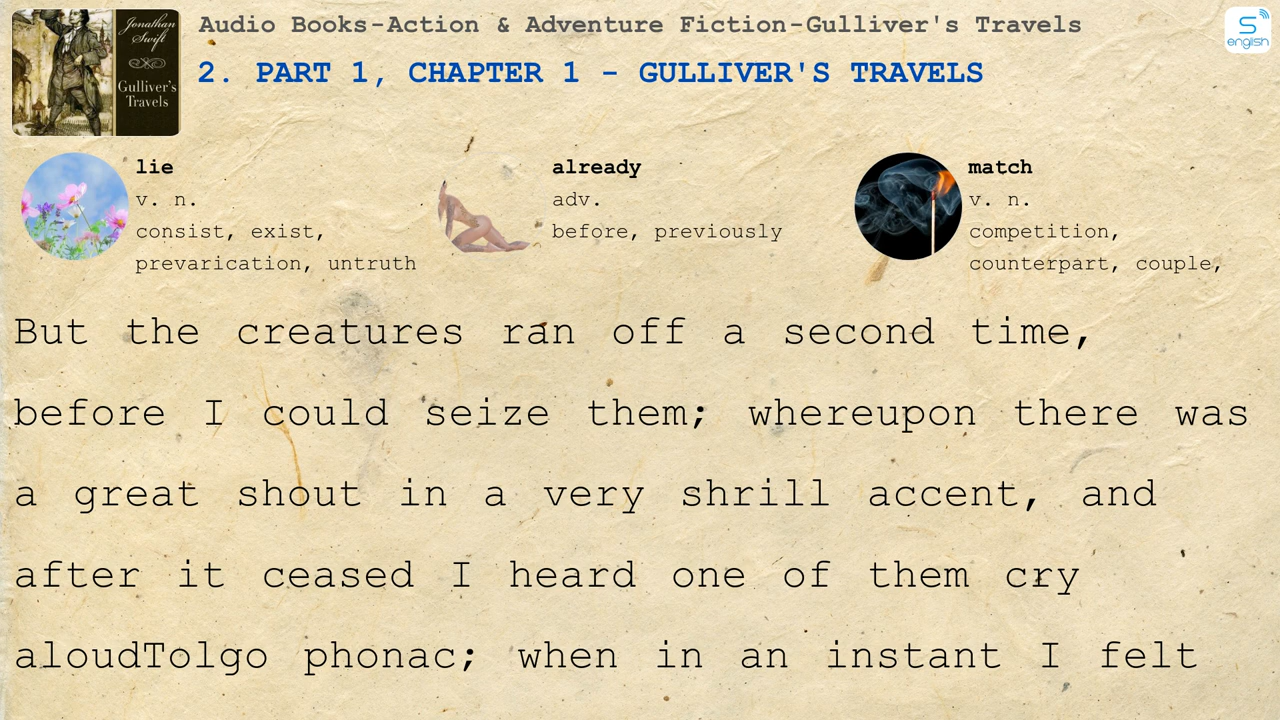 Jonathan
Swift
Gulliver's
Travels
Audio Books-Action & Adventure Fiction-Gulliver's Travels
2. PART 1, CHAPTER 1 - GULLIVER'S TRAVELS
S
english
lie
v. n.
consist, exist,
prevarication, untruth
already
adv.
before, previously
match
v. n.
competition,
counterpart, couple,
But the creatures ran off a second time,
before I could seize them; whereupon there was
a great shout in a very shrill accent, and
after it ceased I heard one of them cry
aloudTolgo phonac; when in an instant I felt